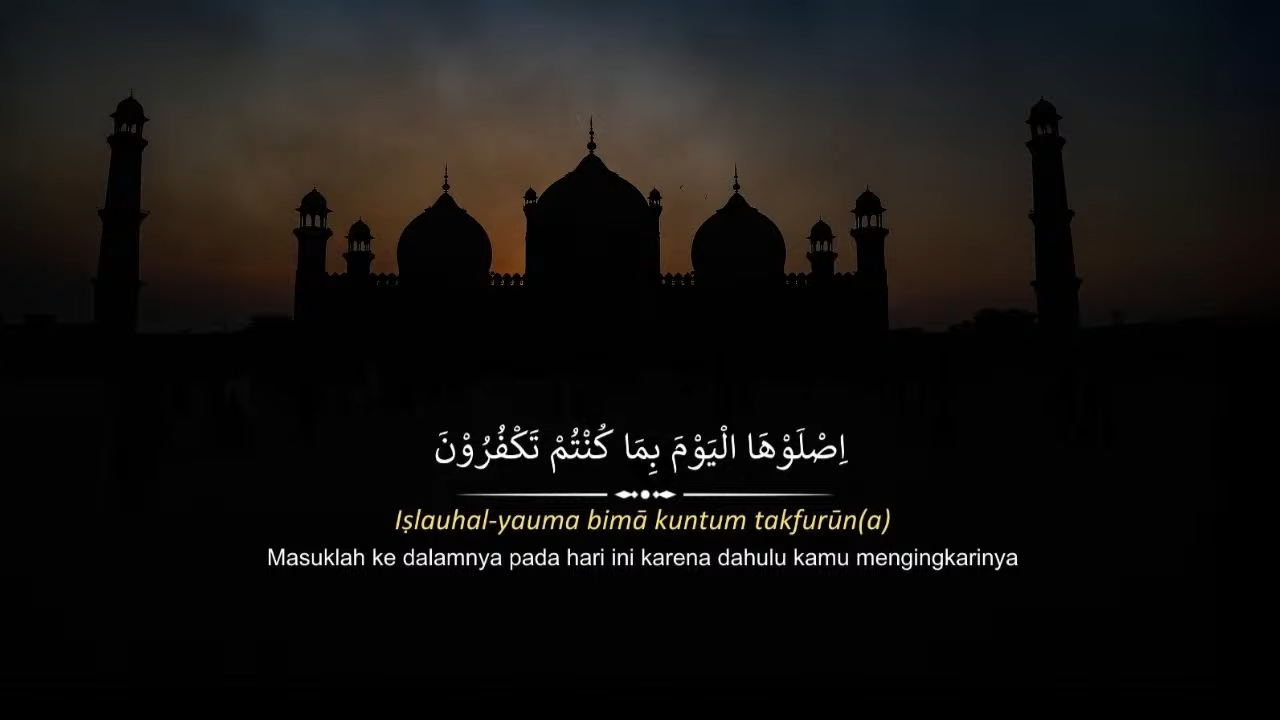 اِصْلَوْهَا الْيَوْمَ بِمَا كُنْتُمْ تَكْفُرُوْنَ
Iṣlauhal-yauma bimā kuntum takfurūn(a)
Masuklah ke dalamnya pada hari ini karena dahulu kamu mengingkarinya